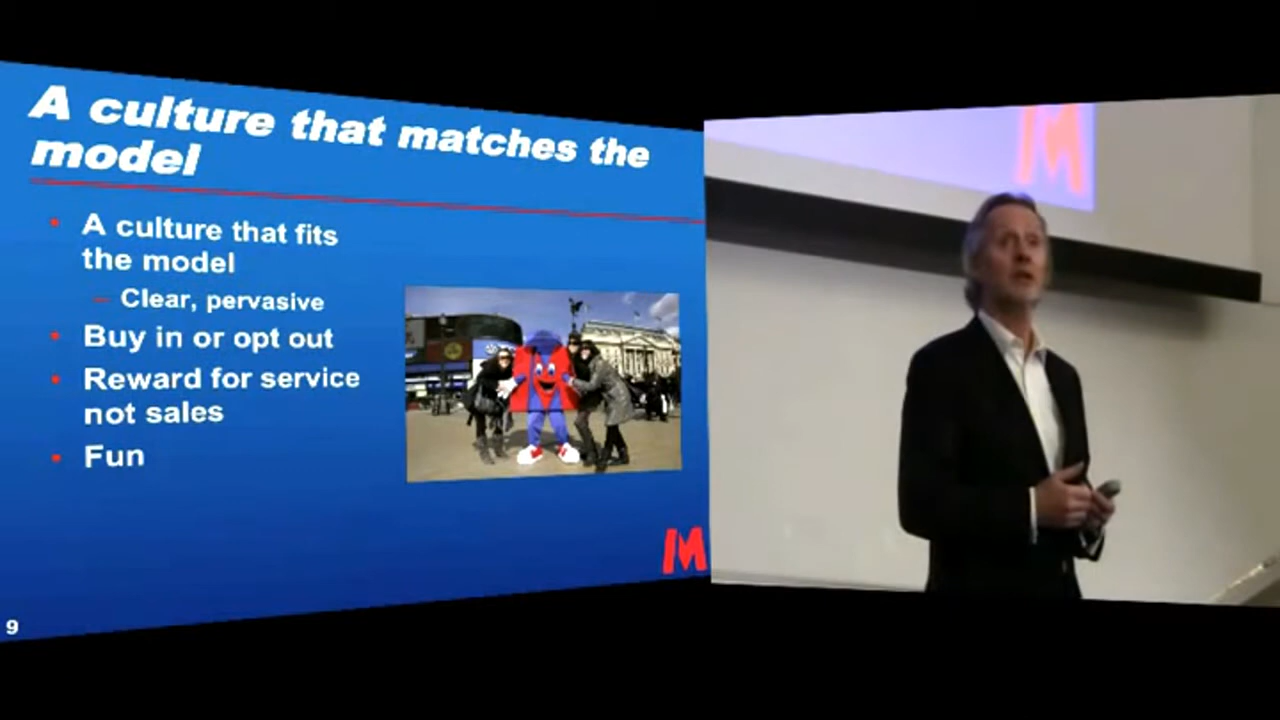 A culture that matches the
model
A culture that fits
the model
Clear, pervasive
Buy in or opt out
Reward for service
not sales
Fun
M
9
M